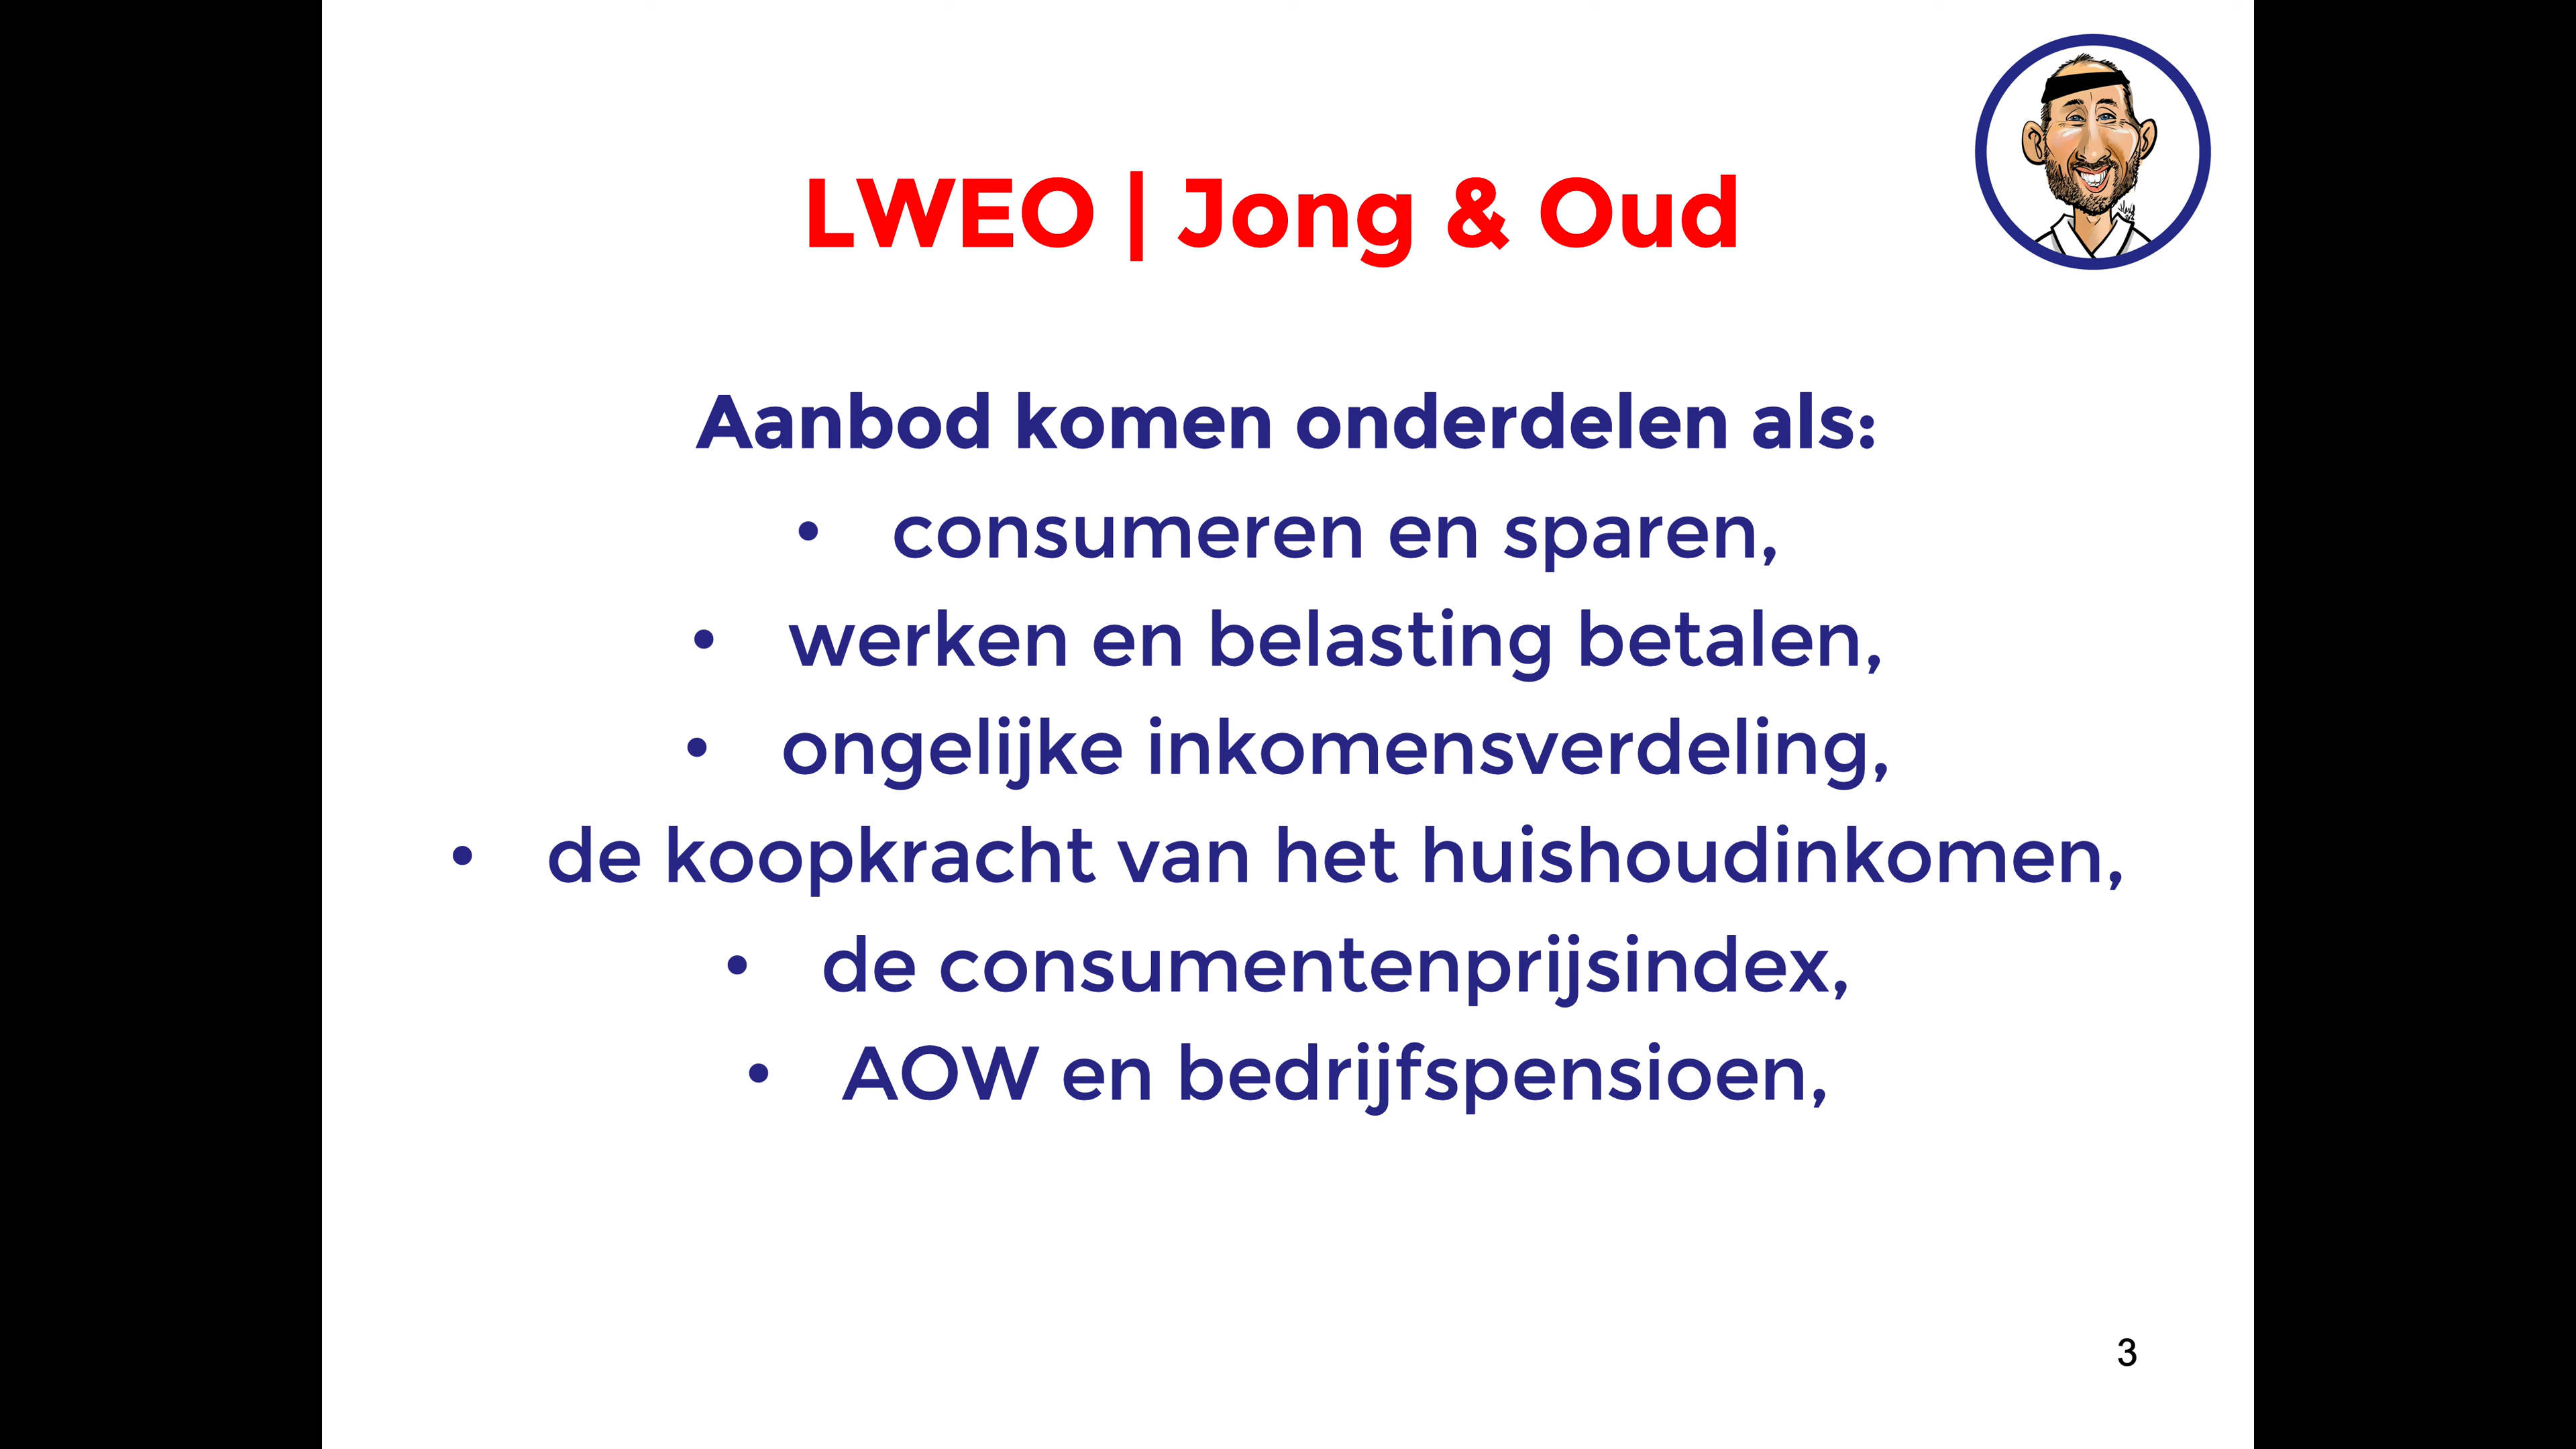 LWEO | Jong & Oud
Aanbod komen onderdelen als:
• consumeren en sparen,
• werken en belasting betalen,
• ongelijke inkomensverdeling,
• de koopkracht van het huishoudinkomen,
• de consumentenprijsindex,
• AOW en bedrijfspensioen,
3